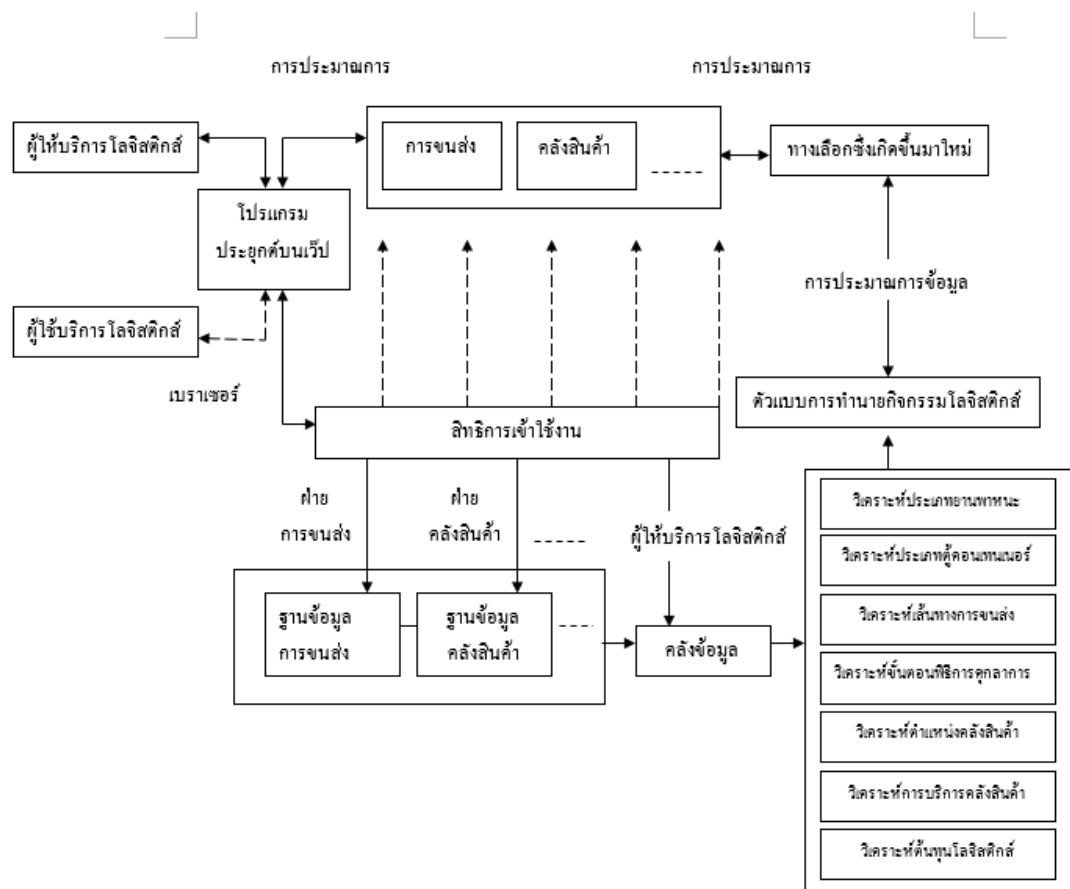 การประมาณการ
การประมาณการ
ผู้ให้บริการโลจิสติกส์
การขนส่ง
คลังสินค้า
-----
ทางเลือกซึ่งเกิดขึ้นมาใหม่
โปรแกรม
ประยุกต์บนเว็ป
การประมาณการข้อมูล
ผู้ใช้บริการโลจิสติกส์
เบราเซอร์
ตัวแบบการทำนายกิจกรรมโลจิสติกส์
สิทธิการเข้าใช้งาน
ฝ่าย
การขนส่ง
ฝ่าย
คลังสินค้า
-----
ผู้ให้บริการโลจิสติกส์
วิเคราะห์ประเภทยานพาหนะ
วิเคราะห์ประเภทตู้คอนเทนเนอร์
วิเคราะห์เส้นทางการขนส่ง
วิเคราะห์ขั้นตอนพิธีการศุลกาการ
วิเคราะห์ตำแหน่งคลังสินค้า
วิเคราะห์การบริการคลังสินค้า
วิเคราะห์ต้นทุนโลจิสติกส์
ฐานข้อมูล
การขนส่ง
ฐานข้อมูล
คลังสินค้า
----
คลังข้อมูล